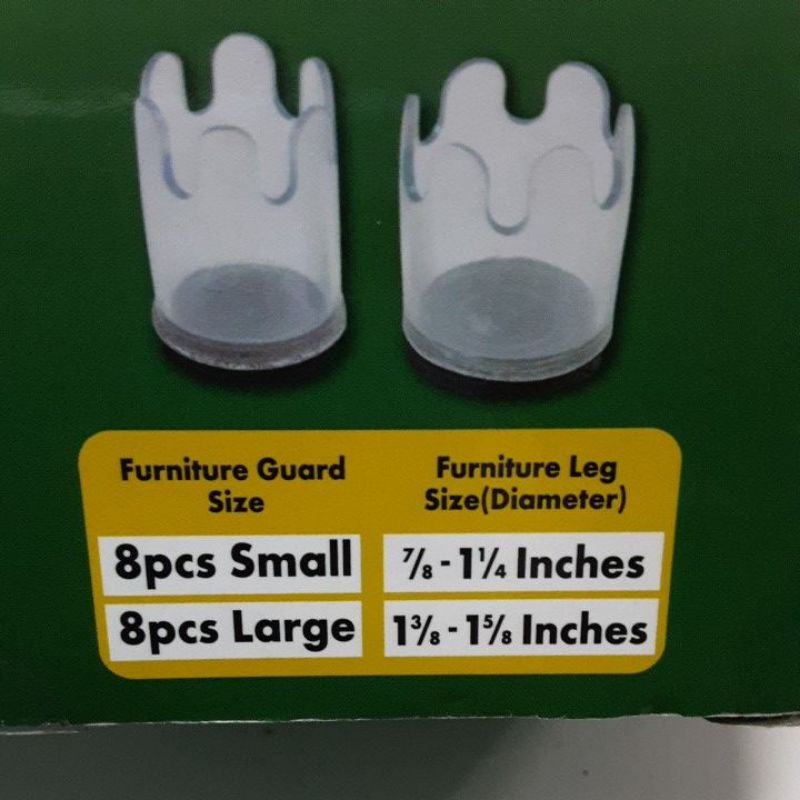 Furniture Guard
Size
Furniture Leg
Size(Diameter)
8pcs Small
⅞ - 1¼ Inches
8pcs Large
1⅜ - 1⅝ Inches